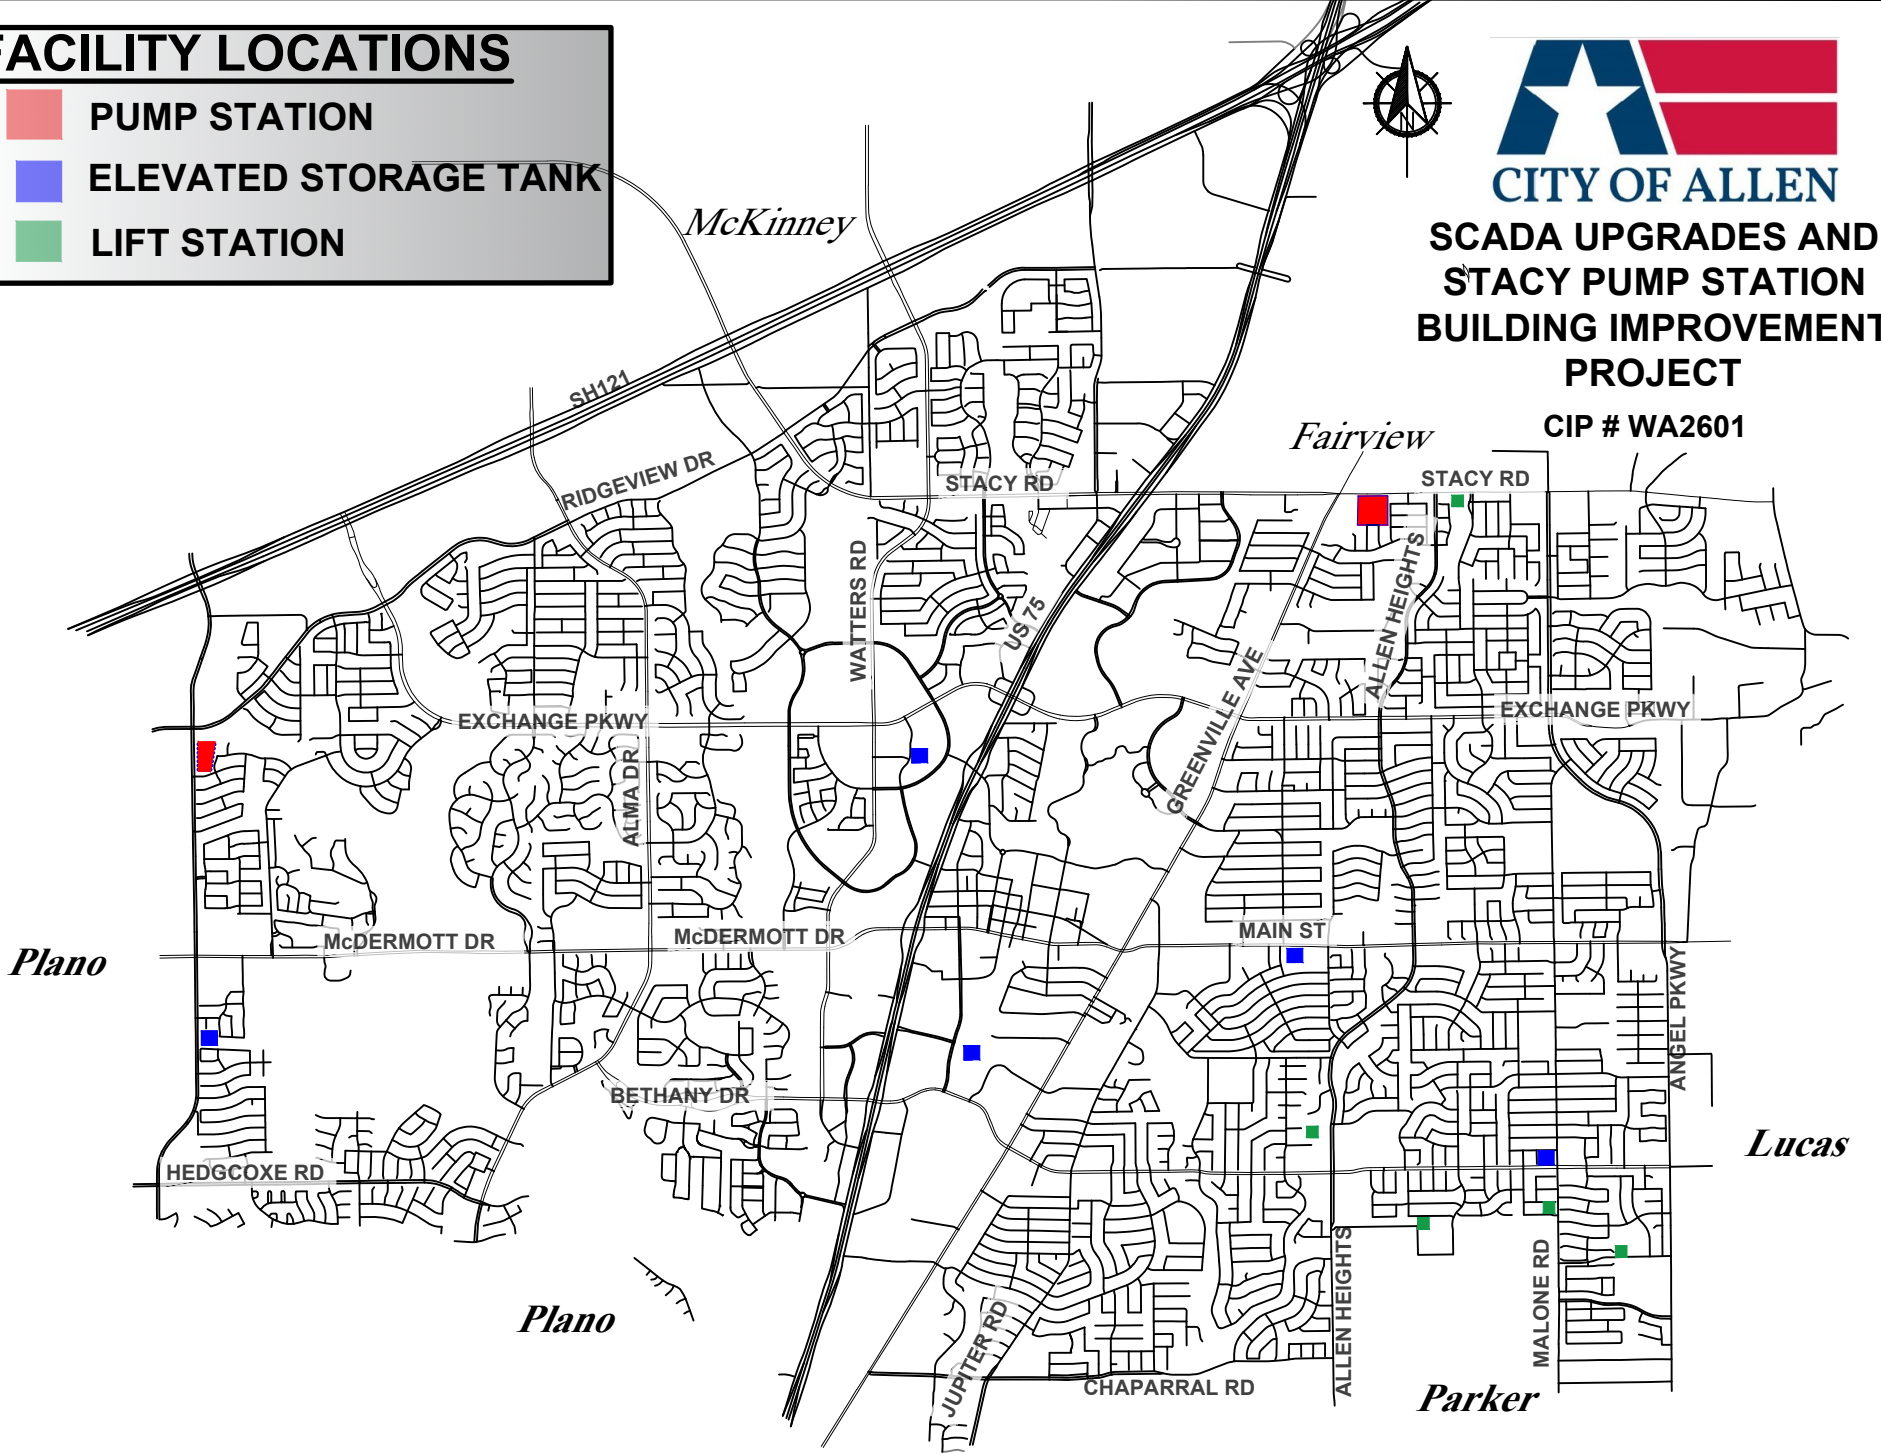 FACILITY LOCATIONS
PUMP STATION
ELEVATED STORAGE TANK
LIFT STATION
CITY OF ALLEN
SCADA UPGRADES AND
STACY PUMP STATION
BUILDING IMPROVEMENT
PROJECT
CIP # WA2601
N
McKinney
SH121
Fairview
RIDGEVIEW DR
STACY RD
STACY RD
WATTERS RD
US 75
ALLEN HEIGHTS
GREENVILLE AVE
EXCHANGE PKWY
EXCHANGE PKWY
ALMA DR
McDERMOTT DR
McDERMOTT DR
MAIN ST
Plano
ANGEL PKWY
BETHANY DR
Lucas
HEDGCOXE RD
Plano
JUPITER RD
CHAPARRAL RD
ALLEN HEIGHTS
MALONE RD
Parker